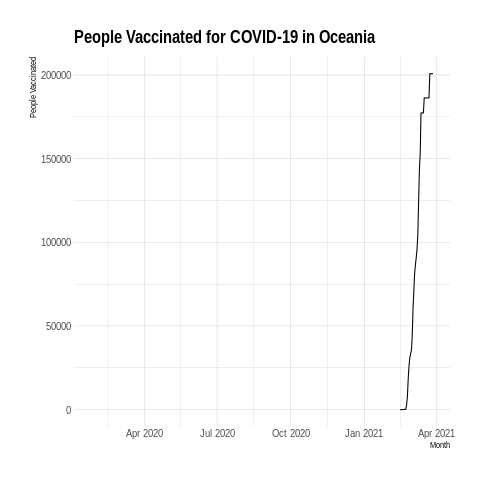 People Vaccinated for COVID-19 in Oceania
People Vaccinated
200000
150000
100000
50000
0
Apr 2020 Jul 2020 Oct 2020 Jan 2021 Apr 2021
Month